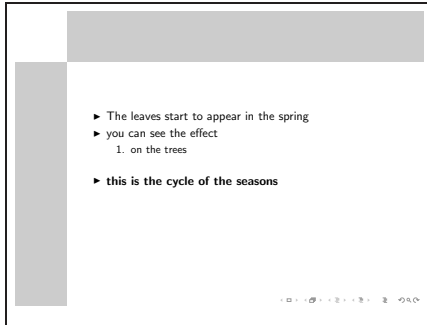 ▶ The leaves start to appear in the spring
▶ you can see the effect
1. on the trees
▶ this is the cycle of the seasons